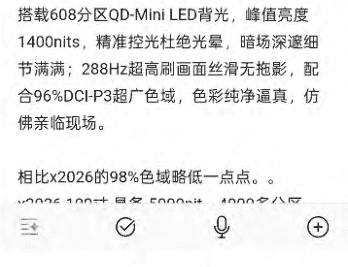 搭载608分区QD-Mini LED背光，峰值亮度
1400nits，精准控光杜绝光晕，暗场深邃细
节满满；288Hz超高刷画面丝滑无拖影，配
合96%DCI-P3超广色域，色彩纯净逼真，仿
佛亲临现场。
相比x2026的98%色域略低一点点。。